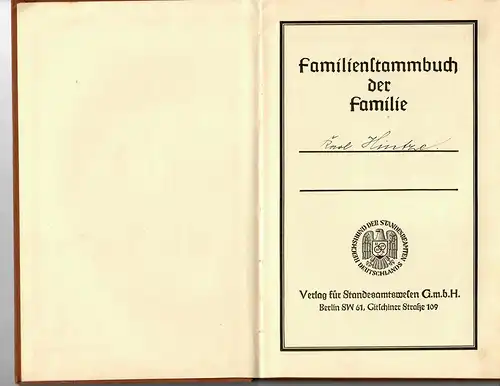 Familienstammbuch
der
Familie
Karl Hintze.
REICHSBUND DER STANDESBEAMTEN DEUTSCHLANDS
Verlag für Standesamtswesen G.m.b.H.
Berlin SW 61, Gitschiner Straße 109